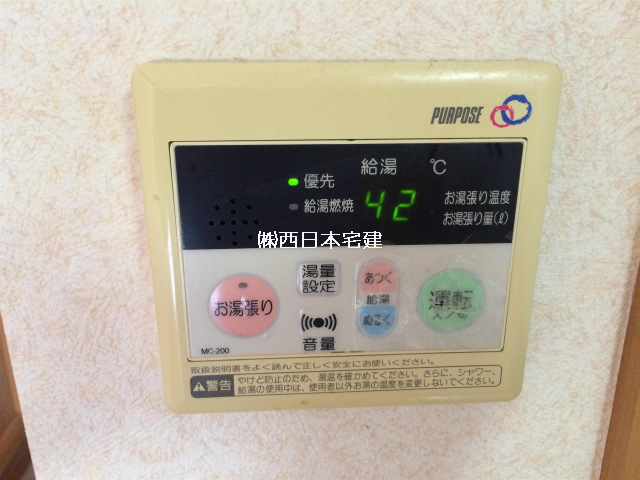 PURPOSE
給湯 ℃
優先
給湯燃焼
42
お湯張り温度
お湯張り量(ℓ)
㈱西日本宅建
お湯張り
湯量
設定
あつく
給湯
ぬるく
運転
入/切
音量
MC-200
取扱説明書をよく読んで正しく安全にお使いください。
警告
やけど防止のため、湯温を確かめてください。さらに、シャワー、
給湯の使用中は、使用者以外お湯の温度を変更しないでください。